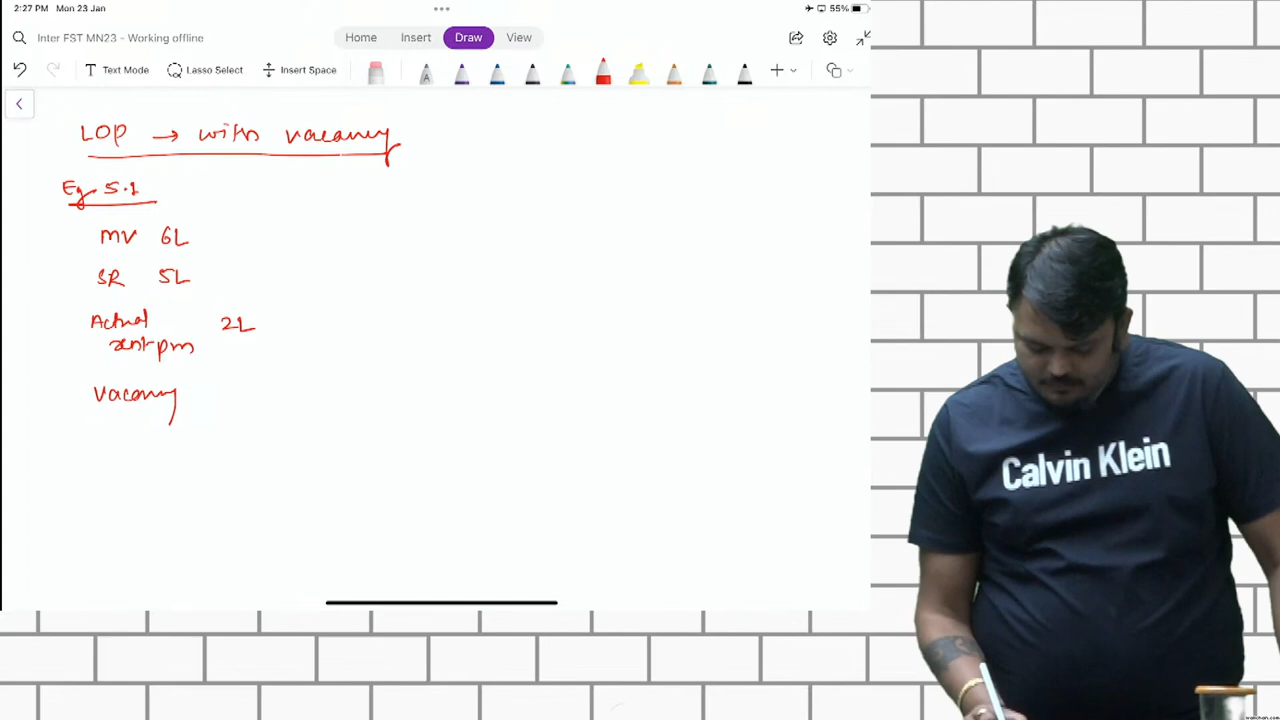 2:27 PM Mon 23 Jan
55%
Inter FST MN23 - Working offline
Home Insert Draw View
Text Mode Lasso Select Insert Space
A
LOP → with vacancy
Eg. 5.1
MV 6L
SR 5L
Actual 2L
rent pm
Vacancy
Calvin Klein